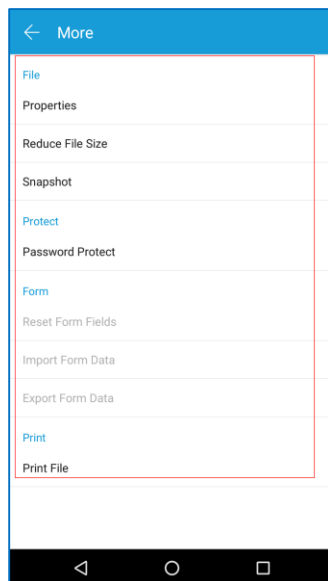 More
File
Properties
Reduce File Size
Snapshot
Protect
Password Protect
Form
Reset Form Fields
Import Form Data
Export Form Data
Print
Print File